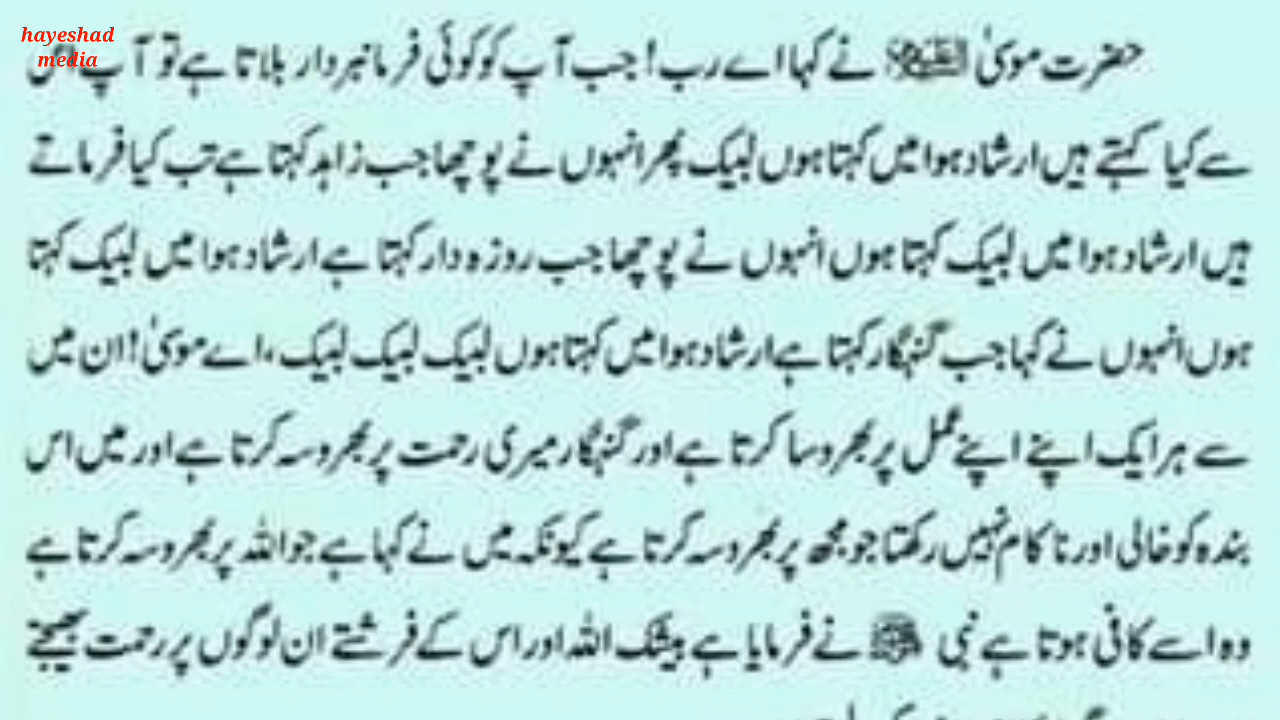 hayeshad
media
حضرت موسیٰ نے کہا اے رب! جب آپ کو کوئی فرمانبردار بلاتا ہے تو آپ اس
سے کیا کہتے ہیں ارشاد ہوا میں کہتا ہوں لبیک پھر انہوں نے پوچھا جب زاہد کہتا ہے تب کیا فرماتے
ہیں ارشاد ہوا میں لبیک کہتا ہوں انہوں نے پوچھا جب روزہ دار کہتا ہے ارشاد ہوا میں لبیک کہتا
ہوں انہوں نے کہا جب گنہگار کہتا ہے ارشاد ہوا میں کہتا ہوں لبیک لبیک لبیک، اے موسیٰ! ان میں
سے ہر ایک اپنے اپنے عمل پر بھروسا کرتا ہے اور گنہگار میری رحمت پر بھروسہ کرتا ہے اور میں اس
بندہ کو خالی اور ناکام نہیں رکھتا جو مجھ پر بھروسہ کرتا ہے کیونکہ میں نے کہا ہے جو اللہ پر بھروسہ کرتا ہے
وہ اسے کافی ہوتا ہے نبی ﷺ نے فرمایا ہے بیشک اللہ اور اس کے فرشتے ان لوگوں پر رحمت بھیجتے